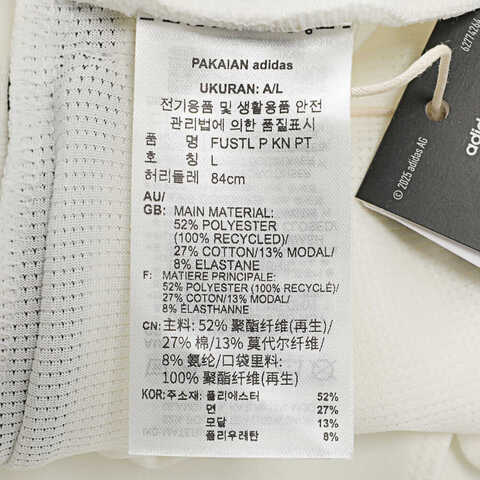 PAKAIAN adidas
UKURAN: A/L
전기용품 및 생활용품 안전
관리법에 의한 품질표시
품 명 FUSTL P KN PT
호 칭 L
허리둘레 84cm
AU/
GB: MAIN MATERIAL:
52% POLYESTER
(100% RECYCLED)/
27% COTTON/13% MODAL/
8% ELASTANE
F: MATIERE PRINCIPALE:
52% POLYESTER (100% RECYCLÉ)/
27% COTON/13% MODAL/
8% ÉLASTHANNE
CN: 主料: 52% 聚酯纤维(再生)/
27% 棉/13% 莫代尔纤维/
8% 氨纶/口袋里料:
100% 聚酯纤维(再生)
KOR: 주소재: 폴리에스터 52%
면 27%
모달 13%
폴리우레탄 8%
© 2025 adidas AG
adidas